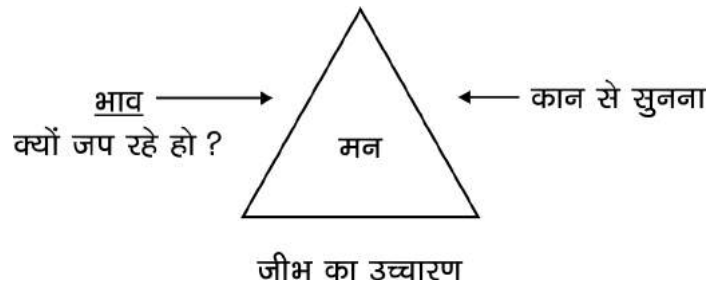 भाव
क्यों जप रहे हो ?
मन
कान से सुनना
जीभ का उच्चारण